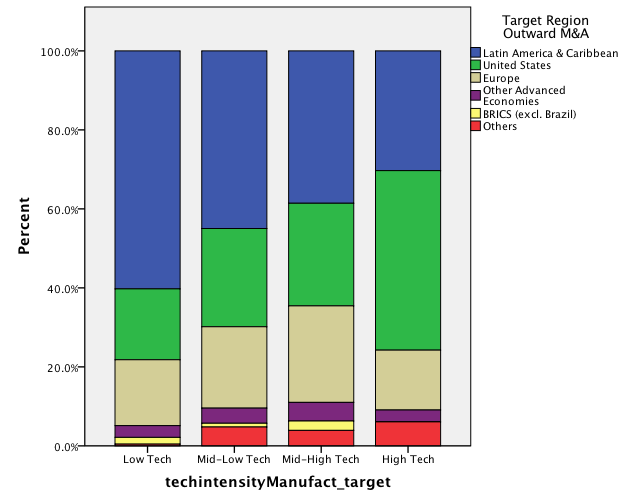 Target Region
Outward M&A
Latin America & Caribbean
United States
Europe
Other Advanced
Economies
BRICS (excl. Brazil)
Others
Percent
100.0%
80.0%
60.0%
40.0%
20.0%
0.0%
Low Tech
Mid-Low Tech
Mid-High Tech
High Tech
techintensityManufact_target